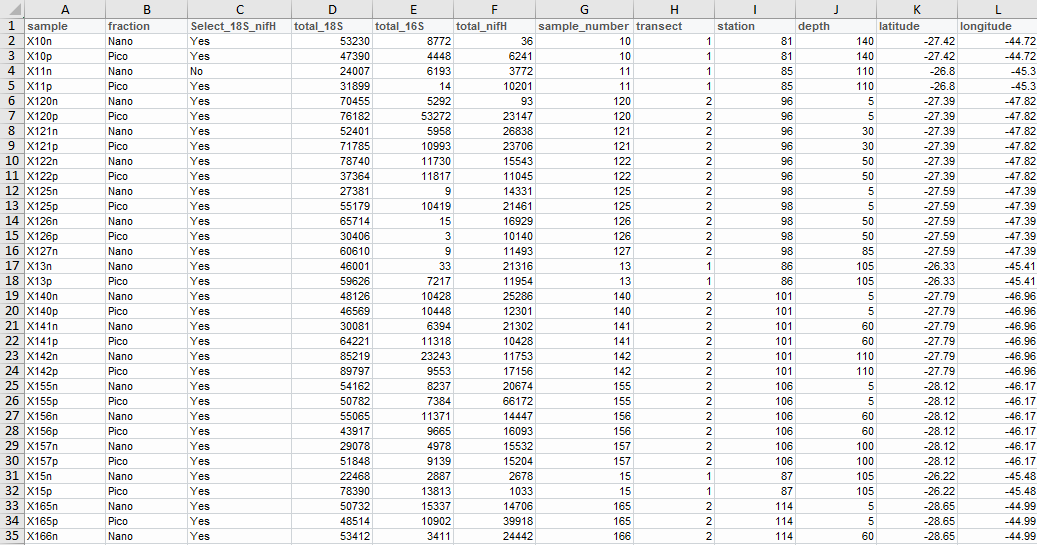 A B C D E F G H I J K L
1 sample fraction Select_18S_nifH total_18S total_16S total_nifH sample_number transect station depth latitude longitude
2 X10n Nano Yes 53230 8772 36 10 1 81 140 -27.42 -44.72
3 X10p Pico Yes 47390 4448 6241 10 1 81 140 -27.42 -44.72
4 X11n Nano No 24007 6193 3772 11 1 85 110 -26.8 -45.3
5 X11p Pico Yes 31899 14 10201 11 1 85 110 -26.8 -45.3
6 X120n Nano Yes 70455 5292 93 120 2 96 5 -27.39 -47.82
7 X120p Pico Yes 76182 53272 23147 120 2 96 5 -27.39 -47.82
8 X121n Nano Yes 52401 5958 26838 121 2 96 30 -27.39 -47.82
9 X121p Pico Yes 71785 10993 23706 121 2 96 30 -27.39 -47.82
10 X122n Nano Yes 78740 11730 15543 122 2 96 50 -27.39 -47.82
11 X122p Pico Yes 37364 11817 11045 122 2 96 50 -27.39 -47.82
12 X125n Nano Yes 27381 9 14331 125 2 98 5 -27.59 -47.39
13 X125p Pico Yes 55179 10419 21461 125 2 98 5 -27.59 -47.39
14 X126n Nano Yes 65714 15 16929 126 2 98 50 -27.59 -47.39
15 X126p Pico Yes 30406 3 10140 126 2 98 50 -27.59 -47.39
16 X127n Nano Yes 60610 9 11493 127 2 98 85 -27.59 -47.39
17 X13n Nano Yes 46001 33 21316 13 1 86 105 -26.33 -45.41
18 X13p Pico Yes 59626 7217 11954 13 1 86 105 -26.33 -45.41
19 X140n Nano Yes 48126 10428 25286 140 2 101 5 -27.79 -46.96
20 X140p Pico Yes 46569 10448 12301 140 2 101 5 -27.79 -46.96
21 X141n Nano Yes 30081 6394 21302 141 2 101 60 -27.79 -46.96
22 X141p Pico Yes 64221 11318 10428 141 2 101 60 -27.79 -46.96
23 X142n Nano Yes 85219 23243 11753 142 2 101 110 -27.79 -46.96
24 X142p Pico Yes 89797 9553 17156 142 2 101 110 -27.79 -46.96
25 X155n Nano Yes 54162 8237 20674 155 2 106 5 -28.12 -46.17
26 X155p Pico Yes 50782 7384 66172 155 2 106 5 -28.12 -46.17
27 X156n Nano Yes 55065 11371 14447 156 2 106 60 -28.12 -46.17
28 X156p Pico Yes 43917 9665 16093 156 2 106 60 -28.12 -46.17
29 X157n Nano Yes 29078 4978 15532 157 2 106 100 -28.12 -46.17
30 X157p Pico Yes 51848 9139 15204 157 2 106 100 -28.12 -46.17
31 X15n Nano Yes 22468 2887 2678 15 1 87 105 -26.22 -45.48
32 X15p Pico Yes 78390 13813 1033 15 1 87 105 -26.22 -45.48
33 X165n Nano Yes 50732 15337 14706 165 2 114 5 -28.65 -44.99
34 X165p Pico Yes 48514 10902 39918 165 2 114 5 -28.65 -44.99
35 X166n Nano Yes 53412 3411 24442 166 2 114 60 -28.65 -44.99